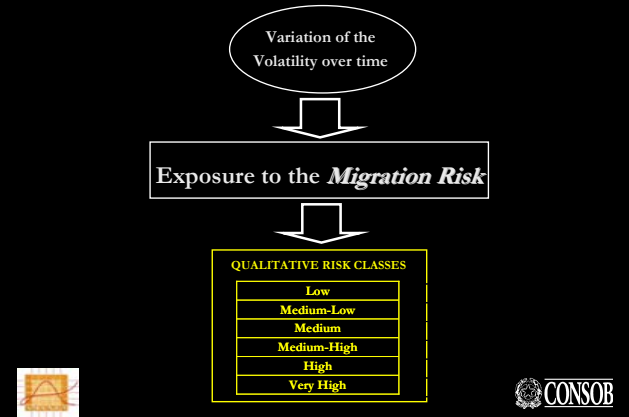 Variation of the
Volatility over time
Exposure to the Migration Risk
QUALITATIVE RISK CLASSES
Low
Medium-Low
Medium
Medium-High
High
Very High
CONSOB